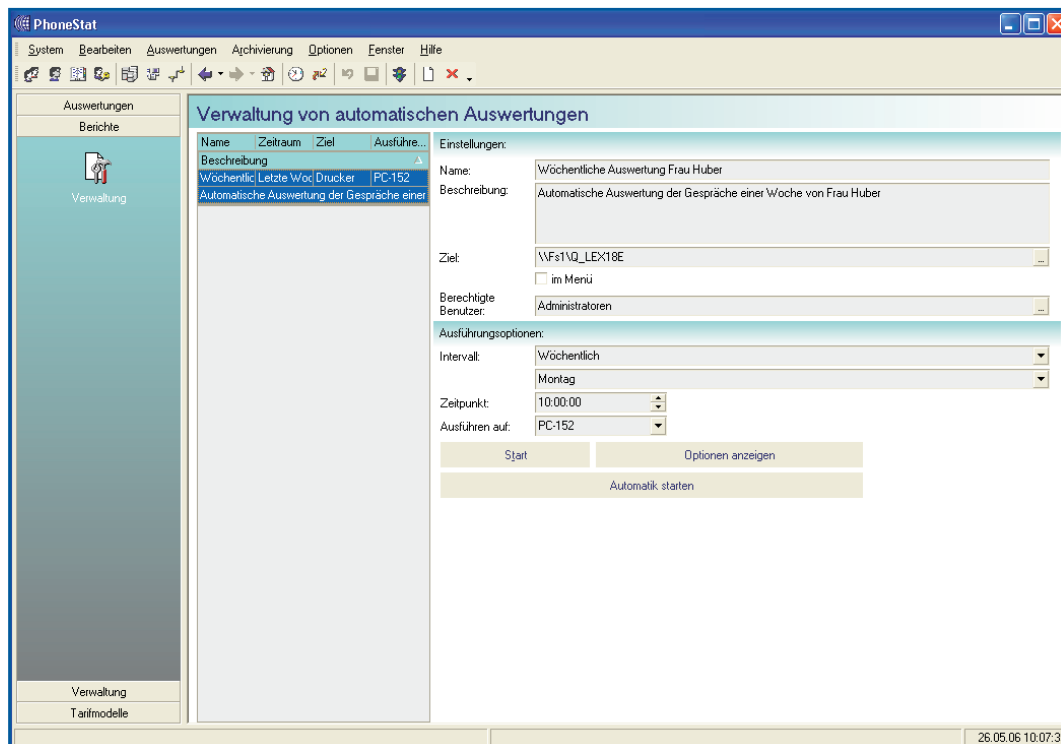 PhoneStat
System Bearbeiten Auswertungen Archivierung Optionen Fenster Hilfe
Auswertungen
Berichte
Verwaltung
Verwaltung
Tarifmodelle
Verwaltung von automatischen Auswertungen
Name Zeitraum Ziel Ausführe...
Beschreibung
Wöchentlic Letzte Woc Drucker PC-152
Automatische Auswertung der Gespräche einer
Einstellungen:
Name: Wöchentliche Auswertung Frau Huber
Beschreibung: Automatische Auswertung der Gespräche einer Woche von Frau Huber
Ziel: \\Fs1\Q_LEX18E ...
im Menü
Berechtigte
Benutzer: Administratoren ...
Ausführungsoptionen:
Intervall: Wöchentlich
Montag
Zeitpunkt: 10:00:00
Ausführen auf: PC-152
Start Optionen anzeigen
Automatik starten
26.05.06 10:07:3